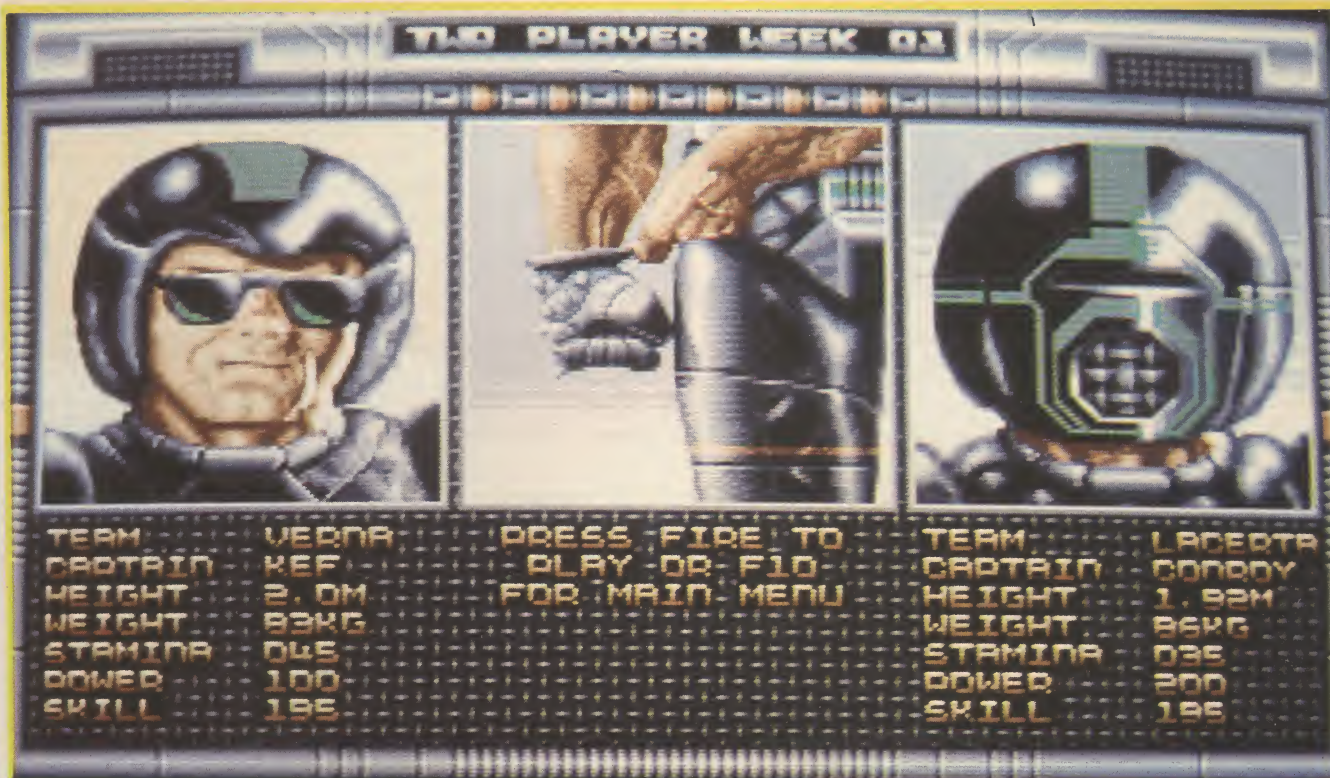 TWO PLAYER WEEK 01
TEAM VERNA
CAPTAIN KEF
HEIGHT 2.0M
WEIGHT 83KG
STAMINA 045
POWER 100
SKILL 195
PRESS FIRE TO
PLAY OR F10
FOR MAIN MENU
TEAM LACERTA
CAPTAIN CONROY
HEIGHT 1.92M
WEIGHT 86KG
STAMINA 035
POWER 200
SKILL 195